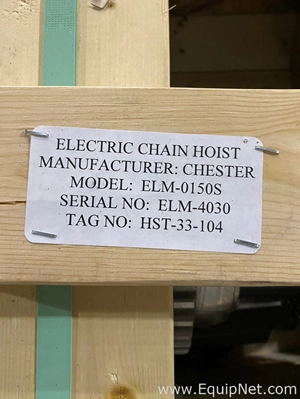 ELECTRIC CHAIN HOIST
MANUFACTURER: CHESTER
MODEL: ELM-0150S
SERIAL NO: ELM-4030
TAG NO: HST-33-104
www.EquipNet.com